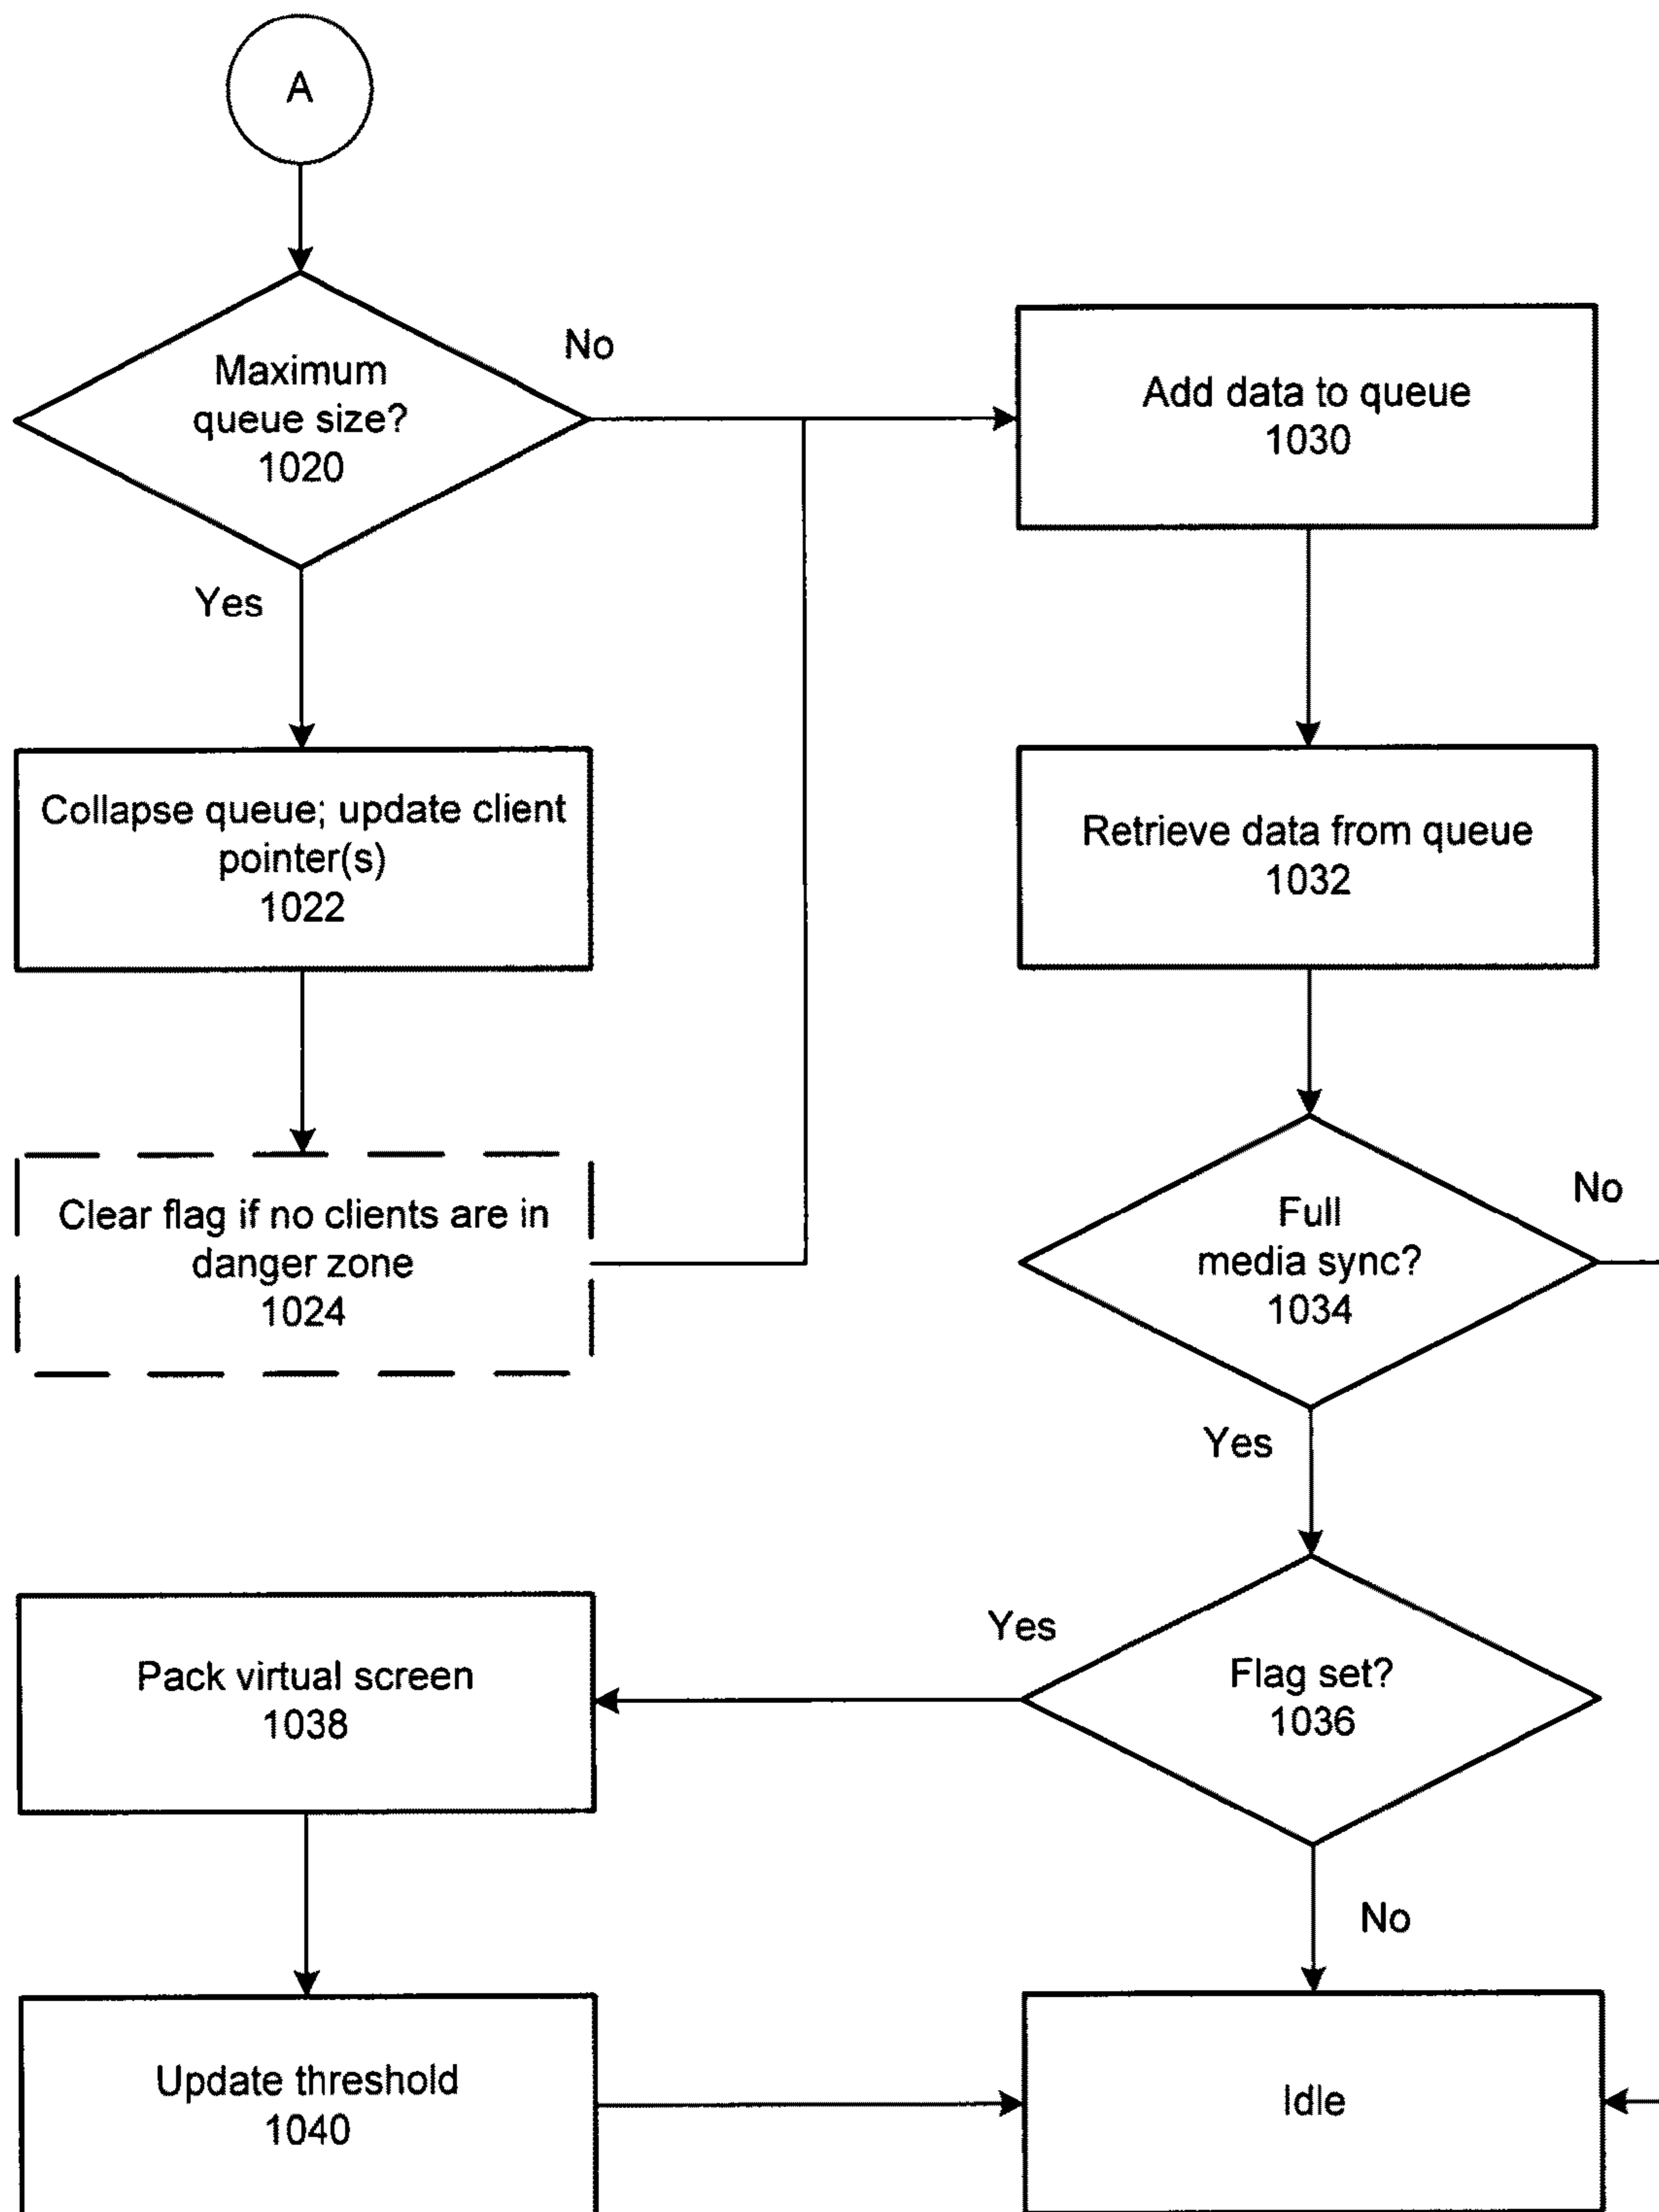 A
Maximum
queue size?
1020
No
Yes
Add data to queue
1030
Collapse queue; update client
pointer(s)
1022
Retrieve data from queue
1032
Clear flag if no clients are in
danger zone
1024
Full
media sync?
1034
No
Yes
Flag set?
1036
Yes
No
Pack virtual screen
1038
Update threshold
1040
Idle